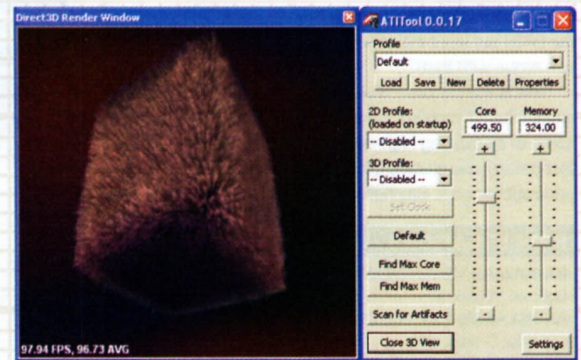 Direct3D Render Window
97.94 FPS, 96.73 AVG
ATITool 0.0.17
Profile
Default
Load Save New Delete Properties
2D Profile:
(loaded on startup)
-- Disabled --
Core Memory
499.50 324.00
+ +
3D Profile:
-- Disabled --
Set Clock
Default
Find Max Core
Find Max Mem
Scan for Artifacts
- -
Close 3D View
Settings